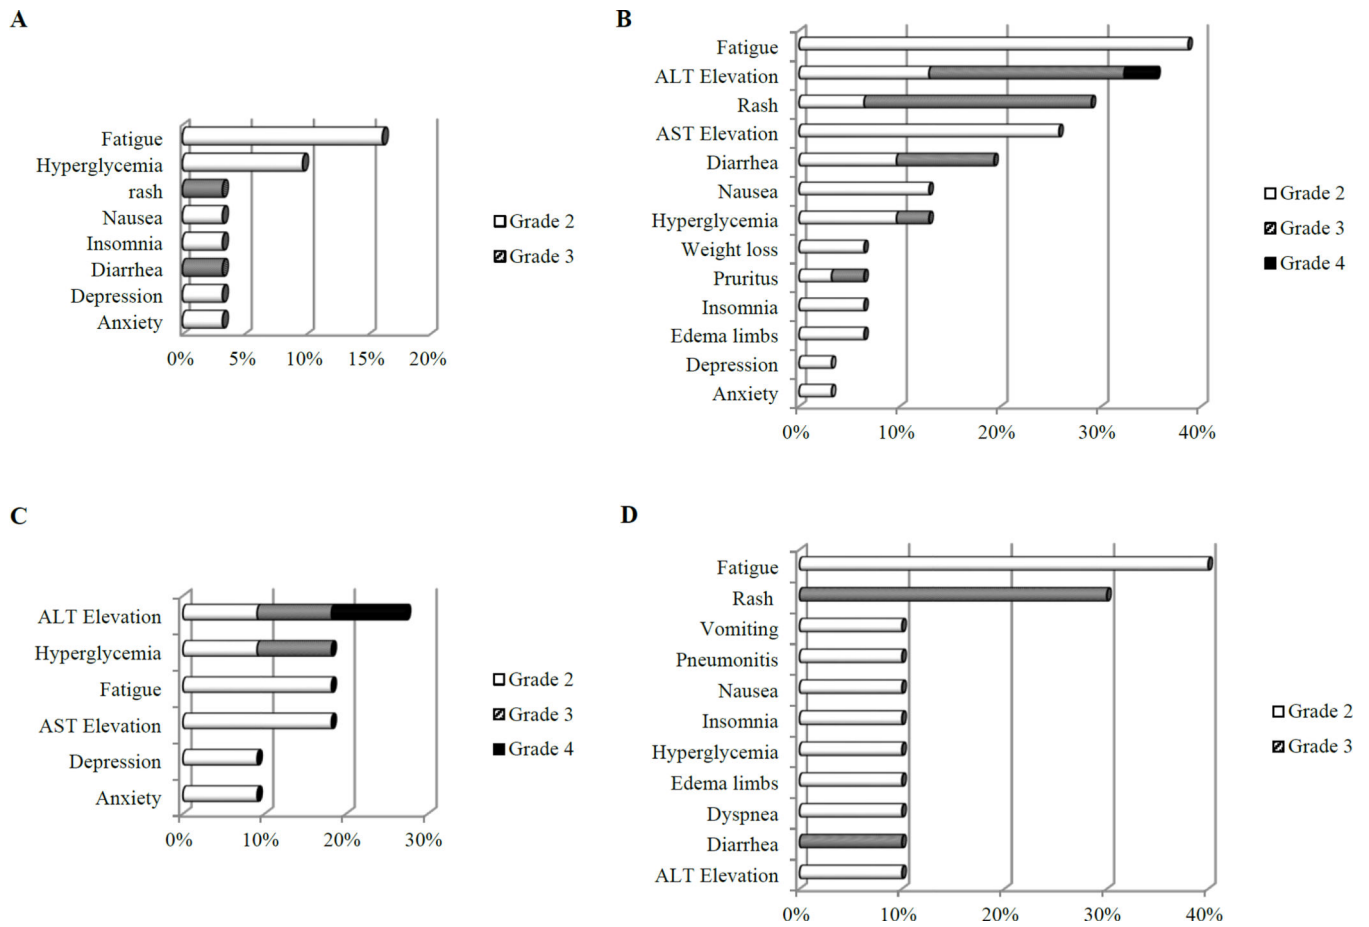 A
Fatigue
Hyperglycemia
rash
Nausea
Insomnia
Diarrhea
Depression
Anxiety
0% 5% 10% 15% 20%
Grade 2
Grade 3
B
Fatigue
ALT Elevation
Rash
AST Elevation
Diarrhea
Nausea
Hyperglycemia
Weight loss
Pruritus
Insomnia
Edema limbs
Depression
Anxiety
0% 10% 20% 30% 40%
Grade 2
Grade 3
Grade 4
C
ALT Elevation
Hyperglycemia
Fatigue
AST Elevation
Depression
Anxiety
0% 10% 20% 30%
Grade 2
Grade 3
Grade 4
D
Fatigue
Rash
Vomiting
Pneumonitis
Nausea
Insomnia
Hyperglycemia
Edema limbs
Dyspnea
Diarrhea
ALT Elevation
0% 10% 20% 30% 40%
Grade 2
Grade 3